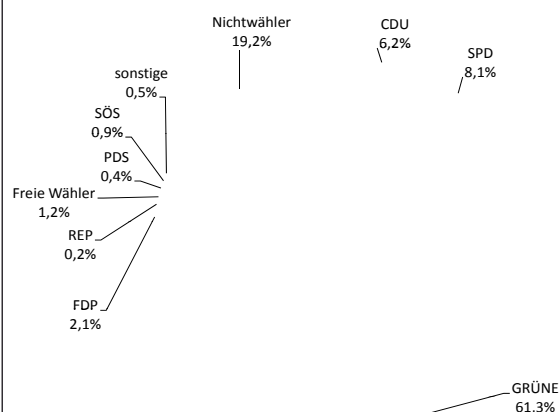 Nichtwähler
19,2%
CDU
6,2%
SPD
8,1%
sonstige
0,5%
SÖS
0,9%
PDS
0,4%
Freie Wähler
1,2%
REP
0,2%
FDP
2,1%
GRÜNE
61,3%